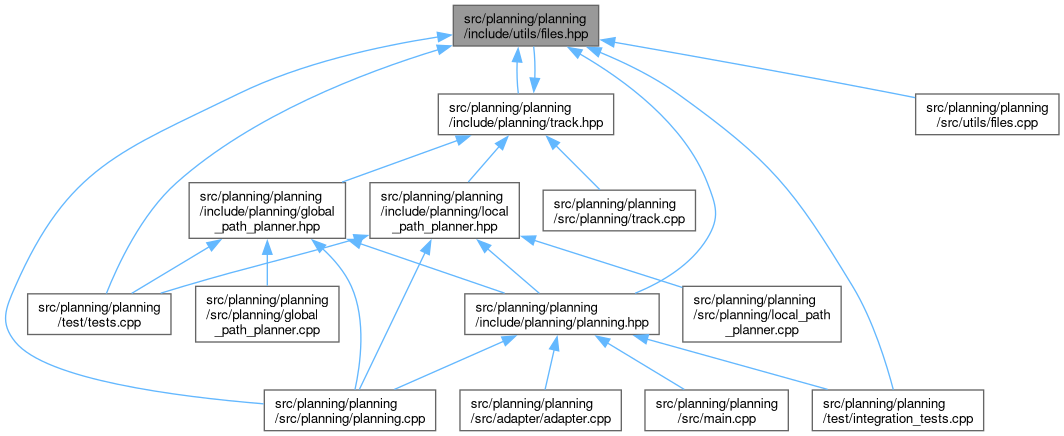 src/planning/planning
/include/utils/files.hpp
src/planning/planning
/include/planning/track.hpp
src/planning/planning
/src/utils/files.cpp
src/planning/planning
/include/planning/global
_path_planner.hpp
src/planning/planning
/include/planning/local
_path_planner.hpp
src/planning/planning
/src/planning/track.cpp
src/planning/planning
/test/tests.cpp
src/planning/planning
/src/planning/global
_path_planner.cpp
src/planning/planning
/include/planning/planning.hpp
src/planning/planning
/src/planning/local_path
_planner.cpp
src/planning/planning
/src/planning/planning.cpp
src/planning/planning
/src/adapter/adapter.cpp
src/planning/planning
/src/main.cpp
src/planning/planning
/test/integration_tests.cpp